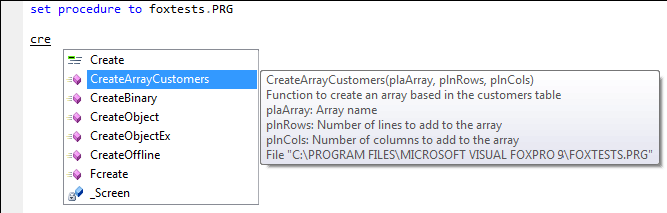 set procedure to foxtests.PRG
cre
Create
CreateArrayCustomers
CreateBinary
CreateObject
CreateObjectEx
CreateOffline
Fcreate
_Screen
CreateArrayCustomers(plaArray, plnRows, plnCols)
Function to create an array based in the customers table
plaArray: Array name
plnRows: Number of lines to add to the array
plnCols: Number of columns to add to the array
File "C:\PROGRAM FILES\MICROSOFT VISUAL FOXPRO 9\FOXTESTS.PRG"